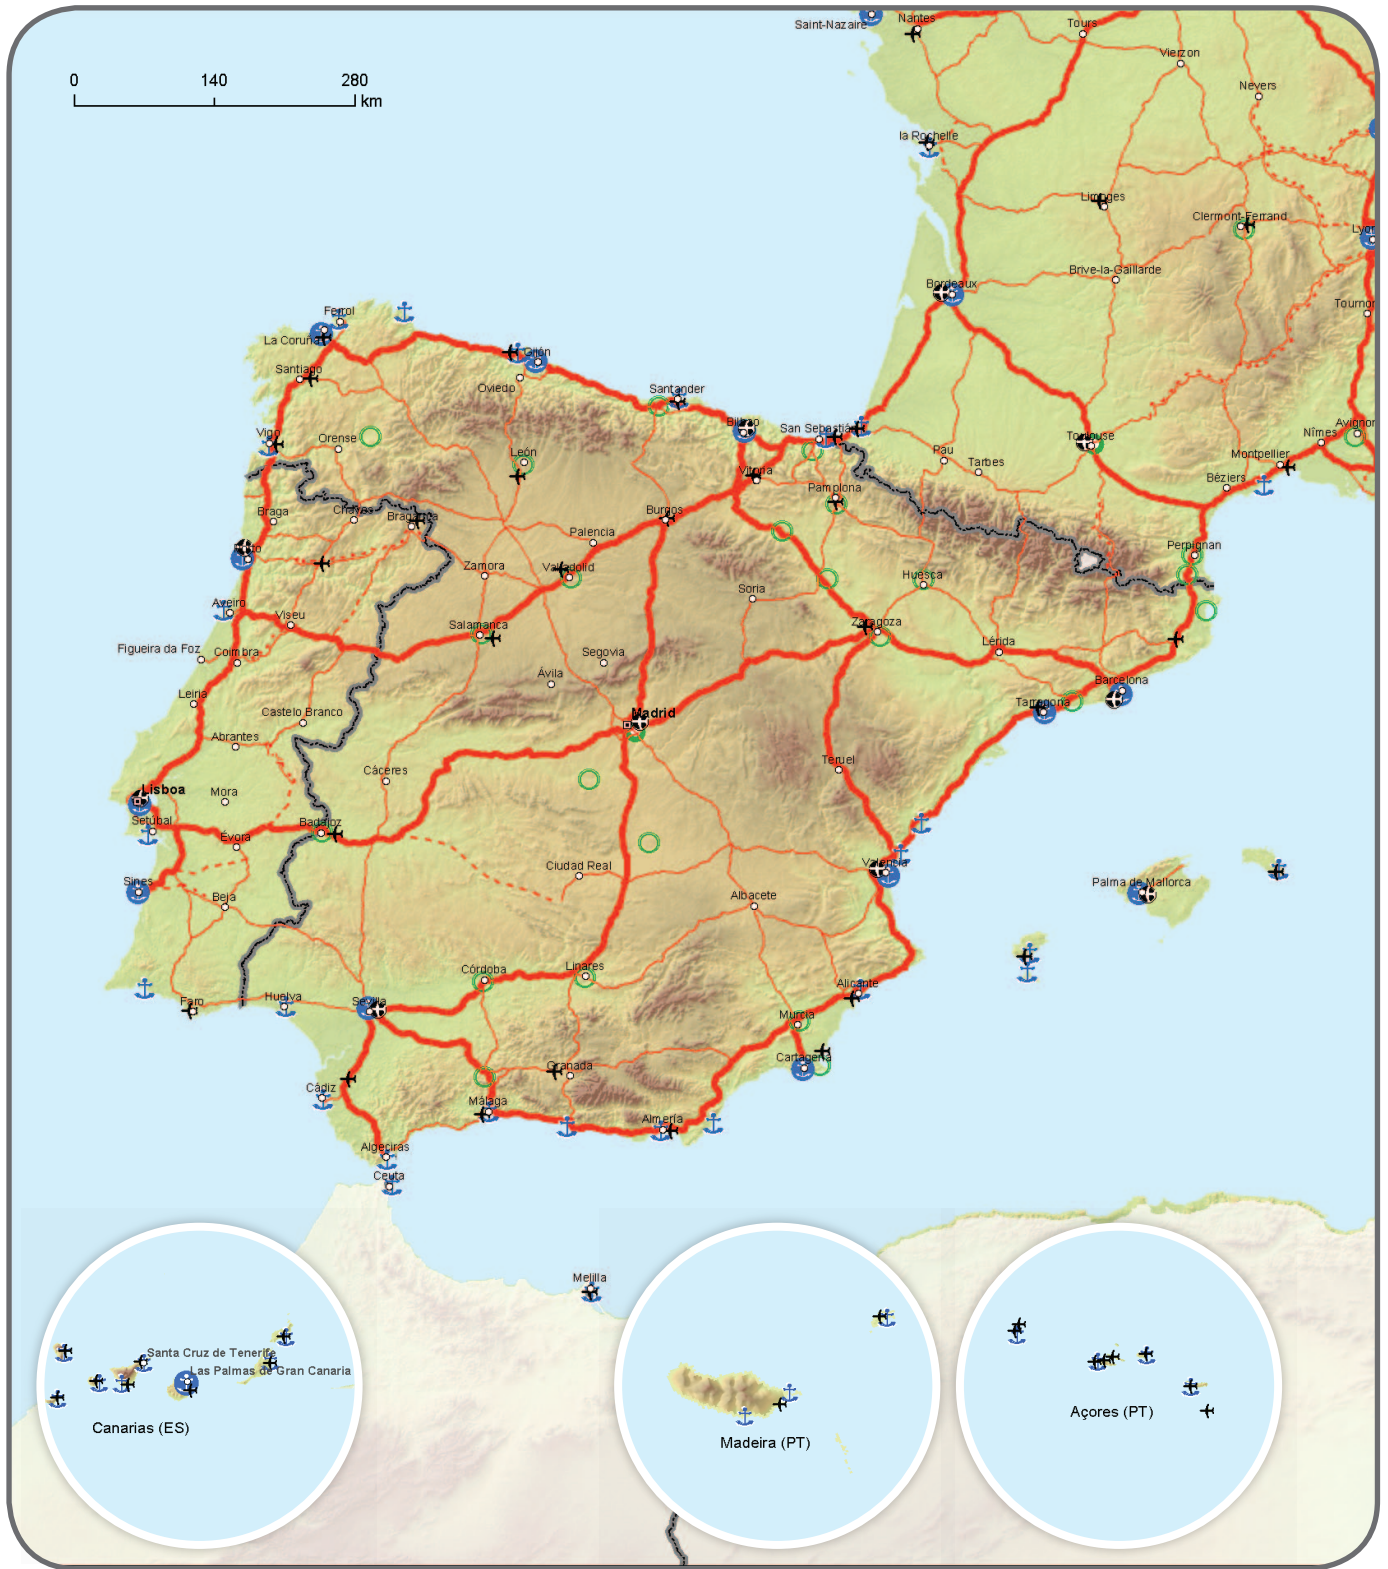 Saint-Nazaire
Nantes
Tours
Vierzon
Nevers
0 140 280
km
la Rochelle
Limoges
Clermont-Ferrand
Lyon
Brive-la-Gaillarde
Bordeaux
Tournon
Ferrol
La Coruña
Gijón
Santiago
Oviedo
Santander
Bilbao
San Sebastián
Vigo
Orense
León
Vitoria
Pau
Tarbes
Toulouse
Avignon
Nîmes
Montpellier
Béziers
Pamplona
Braga
Chaves
Bragança
Burgos
Palencia
Porto
Zamora
Valladolid
Perpignan
Huesca
Soria
Aveiro
Viseu
Salamanca
Zaragoza
Figueira da Foz
Coimbra
Segovia
Lérida
Ávila
Barcelona
Leiria
Castelo Branco
Madrid
Tarragona
Abrantes
Cáceres
Teruel
Lisboa
Mora
Setúbal
Évora
Badajoz
Ciudad Real
Valencia
Sines
Beja
Albacete
Palma de Mallorca
Córdoba
Linares
Alicante
Faro
Huelva
Sevilla
Murcia
Cartagena
Granada
Cádiz
Málaga
Almería
Algeciras
Ceuta
Melilla
Santa Cruz de Tenerife
Las Palmas de Gran Canaria
Canarias (ES)
Madeira (PT)
Açores (PT)